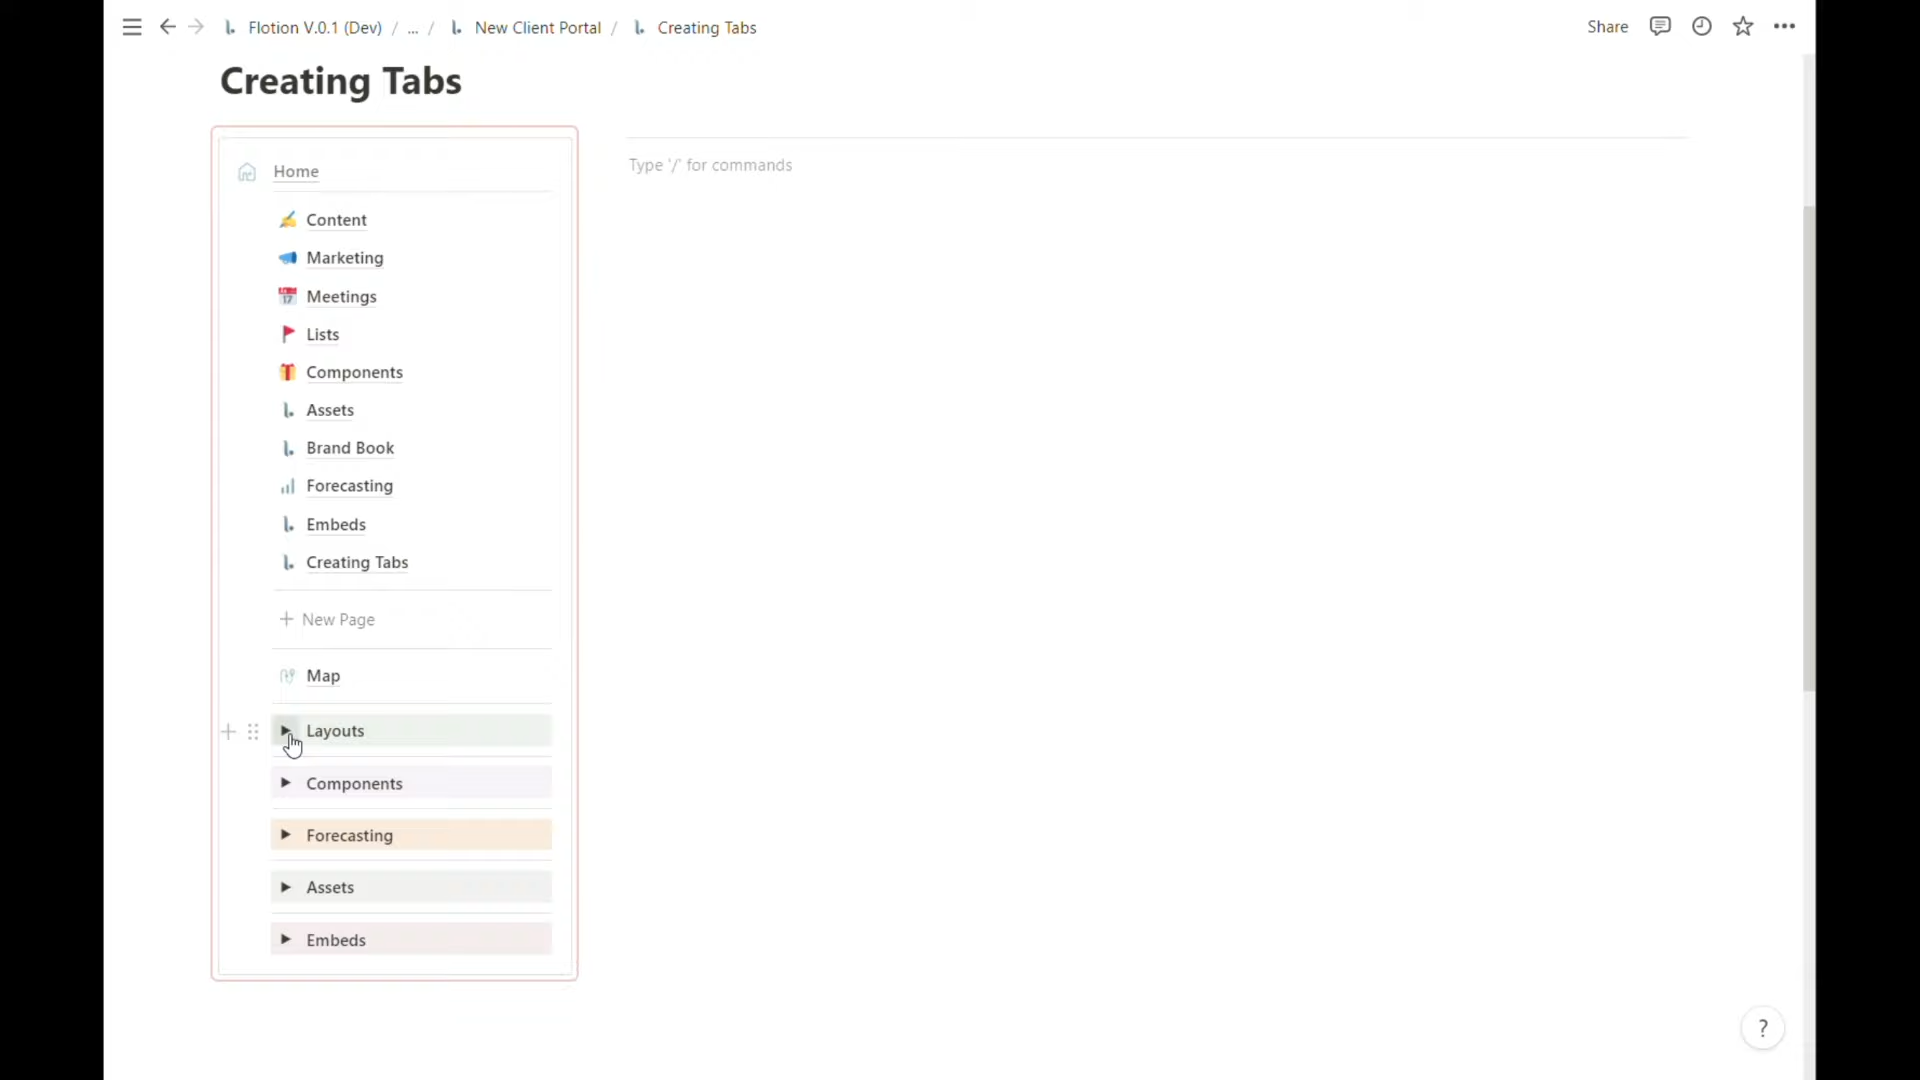 Flotion V.0.1 (Dev) / ... / New Client Portal / Creating Tabs
Share
Creating Tabs
Home
Type '/' for commands
Content
Marketing
17
Meetings
Lists
Components
Assets
Brand Book
Forecasting
Embeds
Creating Tabs
+ New Page
Map
Layouts
Components
Forecasting
Assets
Embeds
?